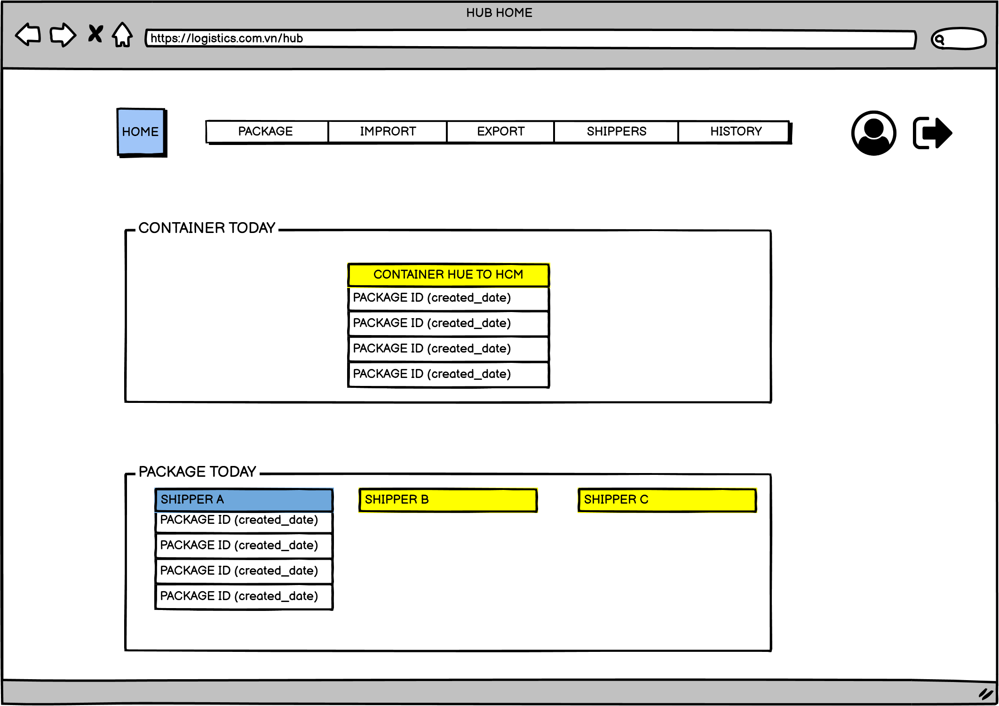 HUB HOME
https://logistics.com.vn/hub
HOME
PACKAGE
IMPRORT
EXPORT
SHIPPERS
HISTORY
CONTAINER TODAY
CONTAINER HUE TO HCM
PACKAGE ID (created_date)
PACKAGE ID (created_date)
PACKAGE ID (created_date)
PACKAGE ID (created_date)
PACKAGE TODAY
SHIPPER A
PACKAGE ID (created_date)
PACKAGE ID (created_date)
PACKAGE ID (created_date)
PACKAGE ID (created_date)
SHIPPER B
SHIPPER C